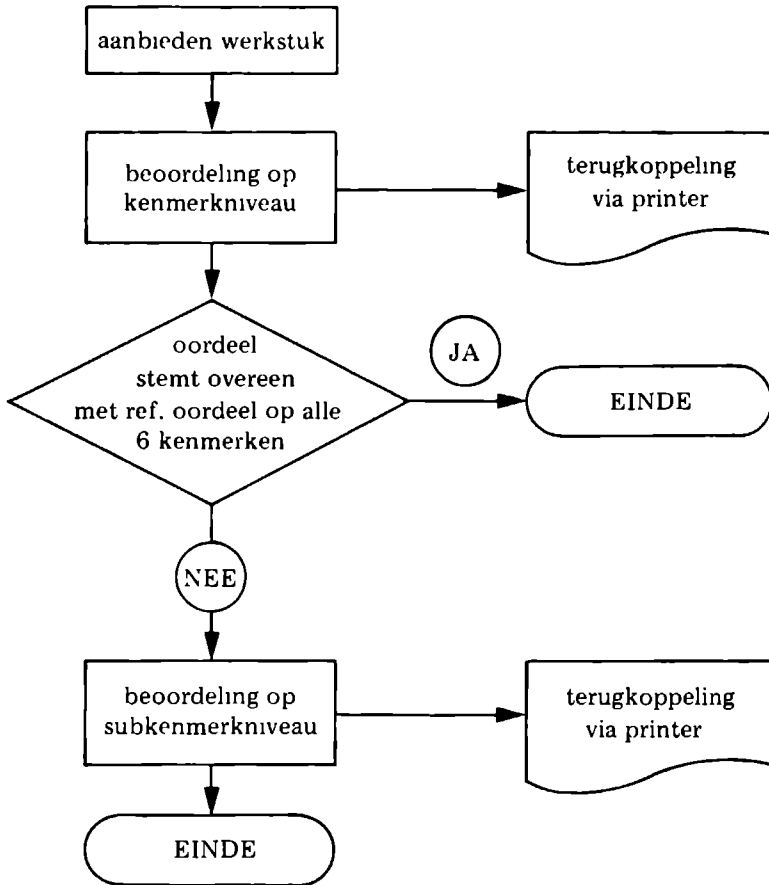 aanbieden werkstuk
beoordeling op
kenmerkniveau
terugkoppeling
via printer
oordeel
stemt overeen
met ref. oordeel op alle
6 kenmerken
JA
EINDE
NEE
beoordeling op
subkenmerkniveau
terugkoppeling
via printer
EINDE